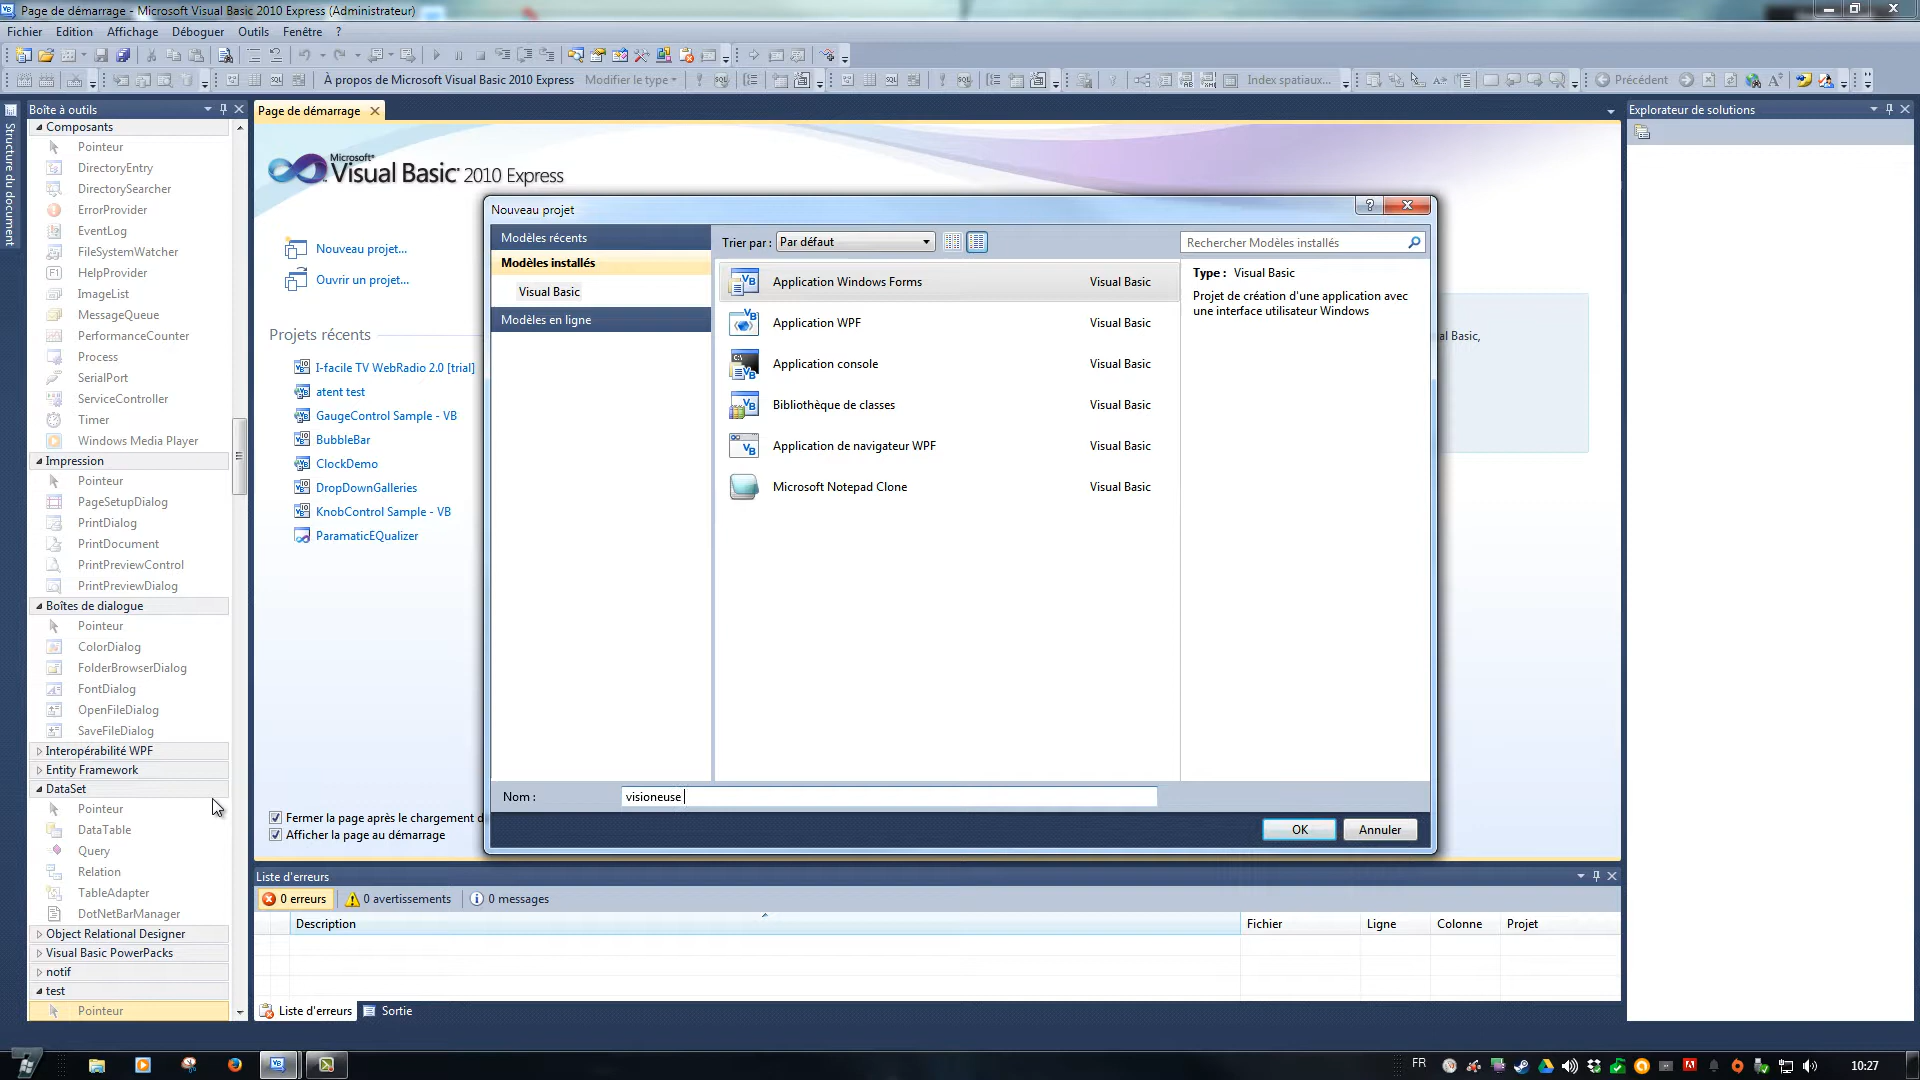 Page de démarrage - Microsoft Visual Basic 2010 Express (Administrateur)
Fichier Edition Affichage Déboguer Outils Fenêtre ?
À propos de Microsoft Visual Basic 2010 Express Modifier le type Index spatiaux... Précédent
Structure du document
Boîte à outils
Composants
Pointeur
DirectoryEntry
DirectorySearcher
ErrorProvider
EventLog
FileSystemWatcher
HelpProvider
ImageList
MessageQueue
PerformanceCounter
Process
SerialPort
ServiceController
Timer
Windows Media Player
Impression
Pointeur
PageSetupDialog
PrintDialog
PrintDocument
PrintPreviewControl
PrintPreviewDialog
Boîtes de dialogue
Pointeur
ColorDialog
FolderBrowserDialog
FontDialog
OpenFileDialog
SaveFileDialog
Interopérabilité WPF
Entity Framework
DataSet
Pointeur
DataTable
Query
Relation
TableAdapter
DotNetBarManager
Object Relational Designer
Visual Basic PowerPacks
notif
test
Pointeur
Page de démarrage
Microsoft
Visual Basic 2010 Express
Nouveau projet...
Ouvrir un projet...
Projets récents
I-facile TV WebRadio 2.0 [trial]
atent test
GaugeControl Sample - VB
BubbleBar
ClockDemo
DropDownGalleries
KnobControl Sample - VB
ParamaticEQualizer
Fermer la page après le chargement d
Afficher la page au démarrage
al Basic,
Nouveau projet
Modèles récents
Modèles installés
Visual Basic
Modèles en ligne
Trier par : Par défaut
Rechercher Modèles installés
Application Windows Forms Visual Basic
Application WPF Visual Basic
Application console Visual Basic
Bibliothèque de classes Visual Basic
Application de navigateur WPF Visual Basic
Microsoft Notepad Clone Visual Basic
Type : Visual Basic
Projet de création d'une application avec
une interface utilisateur Windows
Nom : visioneuse
OK Annuler
Explorateur de solutions
Liste d'erreurs
0 erreurs 0 avertissements 0 messages
Description Fichier Ligne Colonne Projet
Liste d'erreurs Sortie
FR 10:27